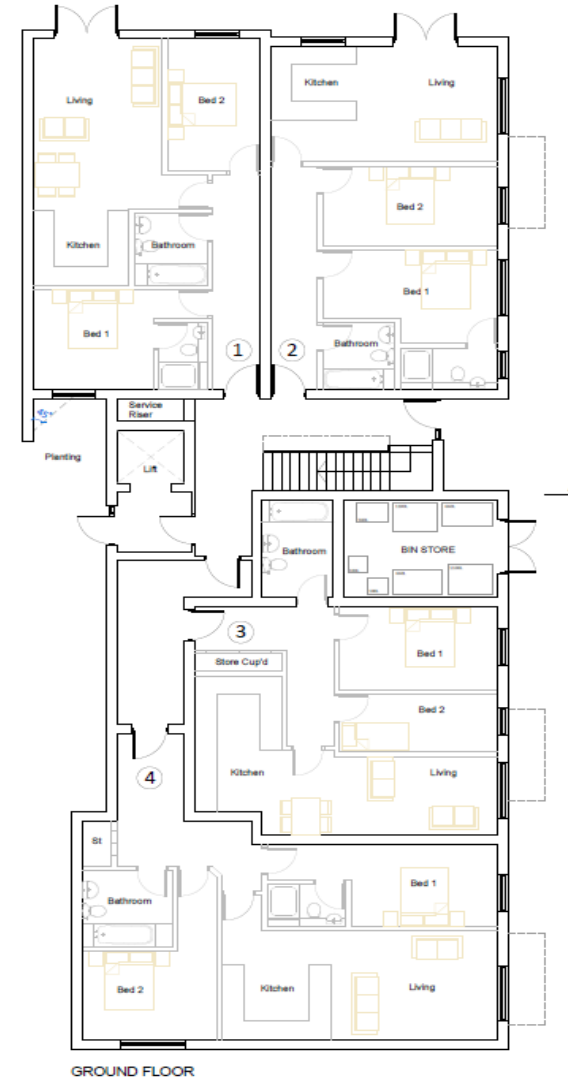 Living
Bed 2
Kitchen
Living
Kitchen
Bathroom
Bed 2
Bed 1
Bed 1
Bathroom
1
2
Service
Riser
Planting
Lift
Bathroom
BIN STORE
3
Store Cup'd
Bed 1
Bed 2
Kitchen
Living
4
St
Bathroom
Bed 1
Bed 2
Kitchen
Living
GROUND FLOOR